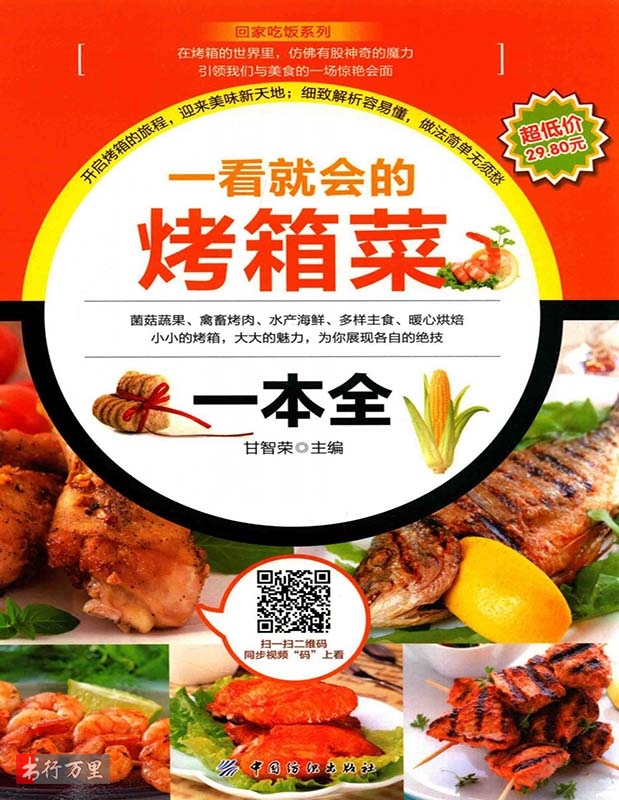 回家吃饭系列
在烤箱的世界里，仿佛有股神奇的魔力
引领我们与美食的一场惊艳会面
开启烤箱的旅程，迎来美味新天地；细致解析容易懂，做法简单无须愁
超低价
29.80元
一看就会的
烤箱菜
菌菇蔬果、禽畜烤肉、水产海鲜、多样主食、暖心烘焙
小小的烤箱，大大的魅力，为你展现各自的绝技
一本全
甘智荣◎主编
扫一扫二维码
同步视频“码”上看
书行万里
中国纺织出版社